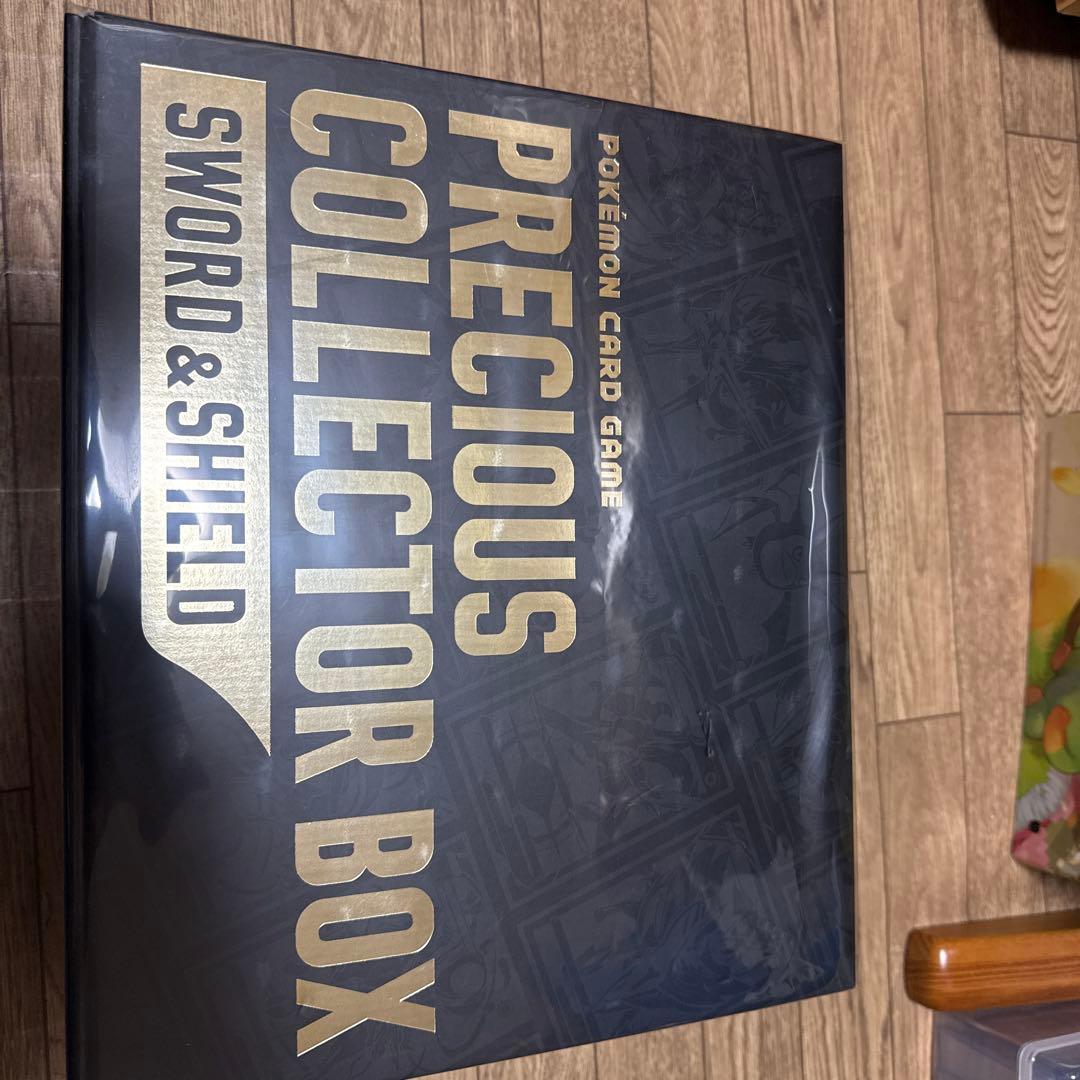 POKÉMON CARD GAME
PRECIOUS
COLLECTOR BOX
SWORD & SHIELD